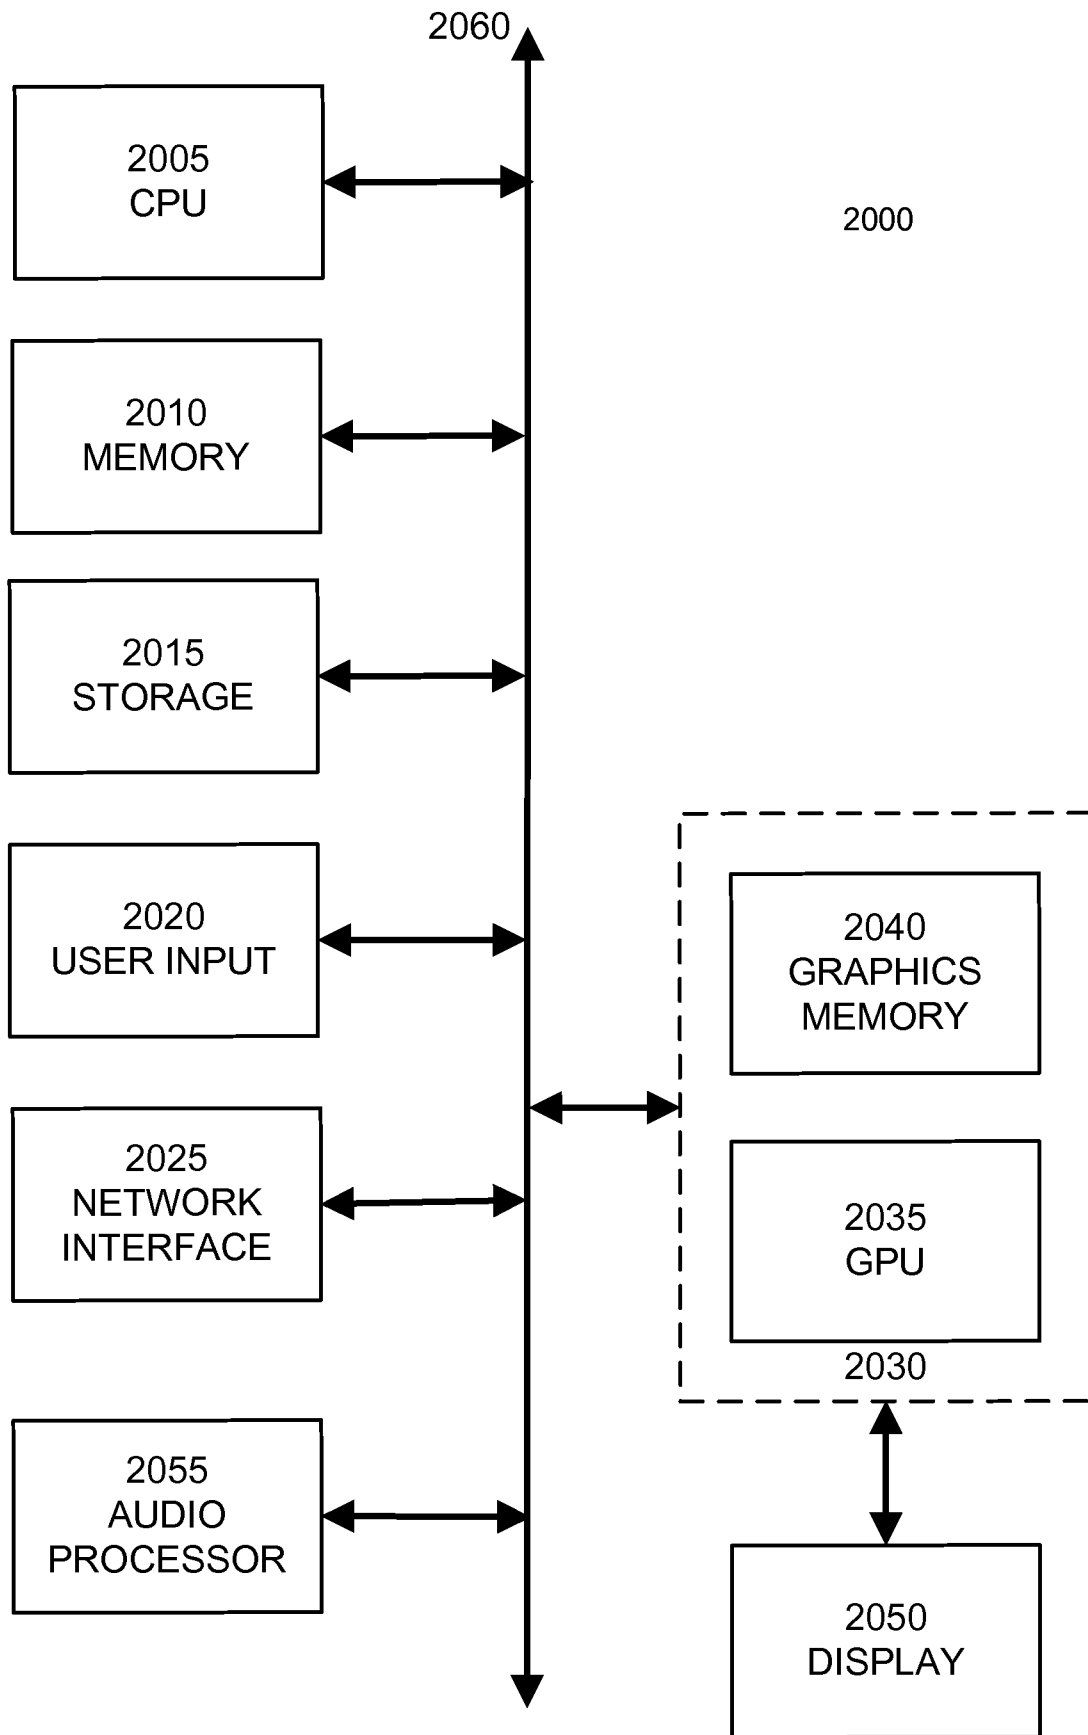 2060
2005
CPU
2000
2010
MEMORY
2015
STORAGE
2020
USER INPUT
2040
GRAPHICS
MEMORY
2025
NETWORK
INTERFACE
2035
GPU
2030
2055
AUDIO
PROCESSOR
2050
DISPLAY